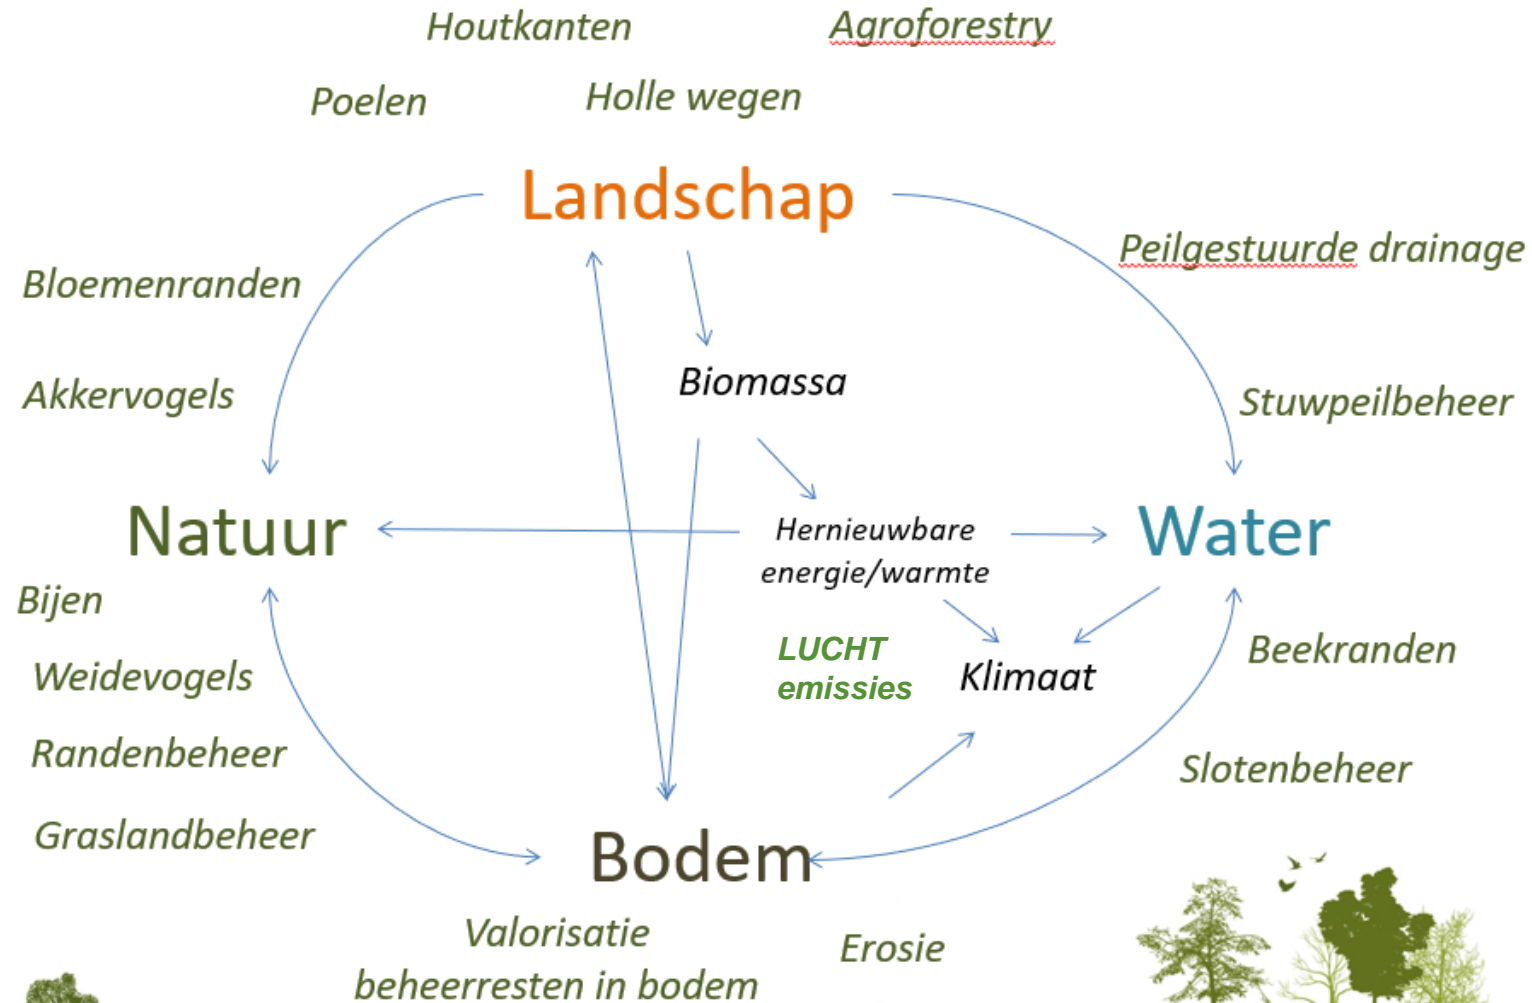 Houtkanten
Agroforestry
Poelen
Holle wegen
Landschap
Peilgestuurde drainage
Bloemenranden
Biomassa
Akkervogels
Stuwpeilbeheer
Natuur
Hernieuwbare
energie/warmte
Water
Bijen
LUCHT
emissies
Klimaat
Beekranden
Weidevogels
Randenbeheer
Slotenbeheer
Graslandbeheer
Bodem
Valorisatie
beheerresten in bodem
Erosie